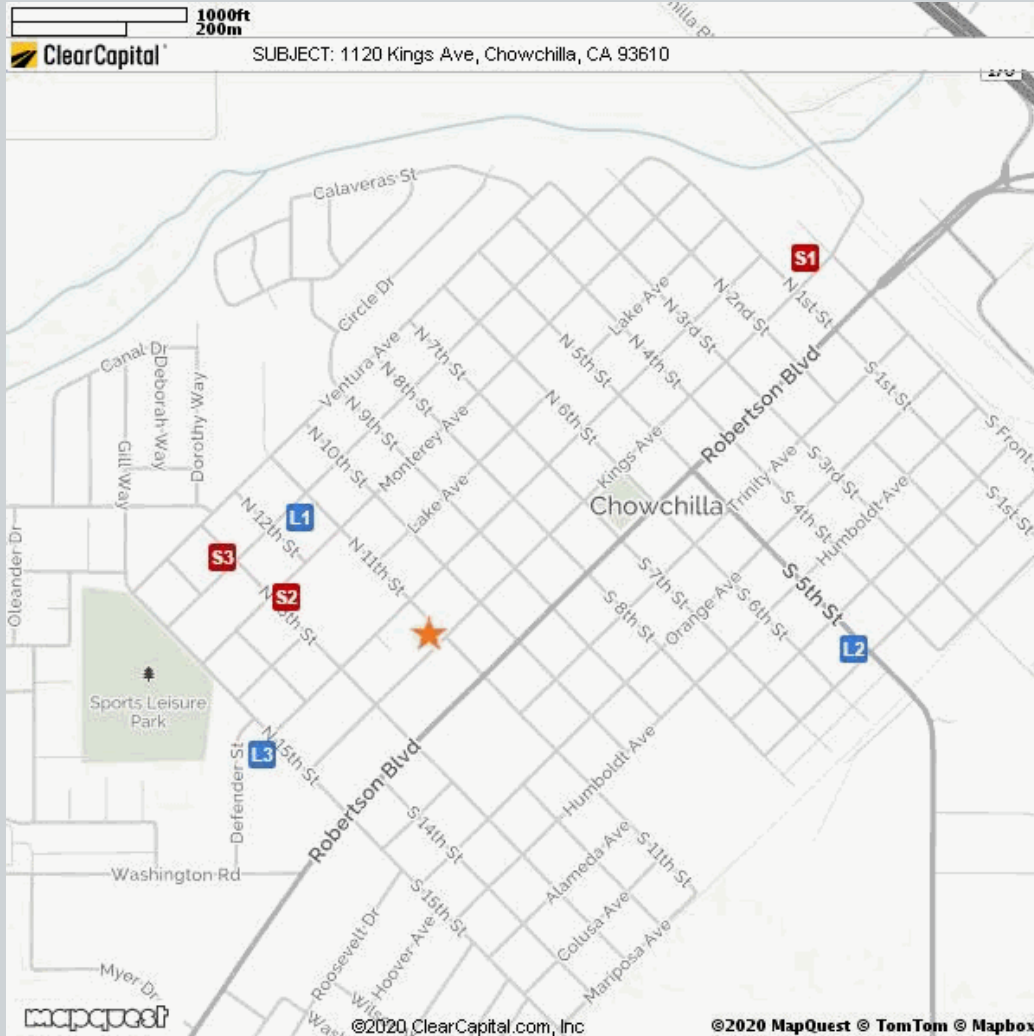 1000ft
200m
ClearCapital
SUBJECT: 1120 Kings Ave, Chowchilla, CA 93610
Calaveras St
S1
Circle Dr
Lake Ave
N 2nd St
N 1st St
N 3rd St
Ventura Ave
N 7th St
N 5th St
N 4th St
Canal Dr
Deborah Way
Dorothy Way
N 8th St
Robertson Blvd
S 1st St
N 9th St
Monterey Ave
N 6th St
S Front
Gill Way
N 10th St
Kings Ave
Trinity Ave
S 3rd St
Lake Ave
Chowchilla
S 4th St
Humboldt Ave
S 1st St
L1
N 12th St
N 11th St
Oleander Dr
S3
S2
S 7th St
S 5th St
S 8th St
Orange Ave
S 6th St
L2
Sports Leisure
Park
L3
N 15th St
Defender St
Robertson Blvd
Humboldt Ave
S 14th St
Washington Rd
Alameda Ave
S 11th St
S 15th St
Colusa Ave
Roosevelt Dr
Hoover Ave
Mariposa Ave
Myer Dr
mapquest
©2020 ClearCapital.com, Inc
©2020 MapQuest © TomTom © Mapbo